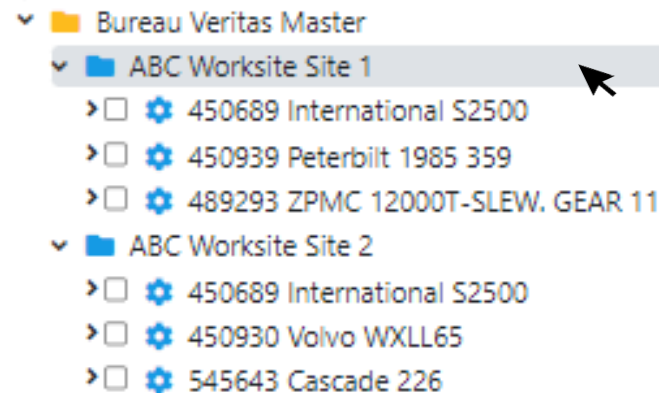 Bureau Veritas Master
ABC Worksite Site 1
450689 International S2500
450939 Peterbilt 1985 359
489293 ZPMC 12000T-SLEW. GEAR 11
ABC Worksite Site 2
450689 International S2500
450930 Volvo WXLL65
545643 Cascade 226